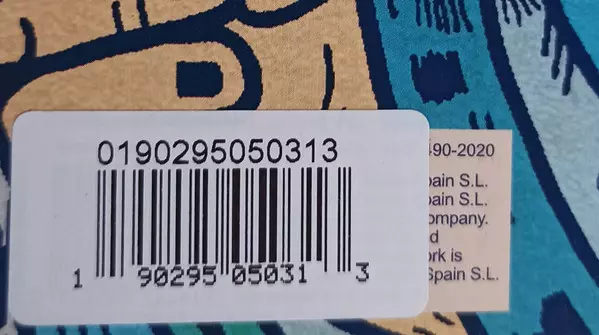 0190295050313
1 90295 05031 3
490-2020
pain S.L.
pain S.L.
ompany.
d
ork is
Spain S.L.